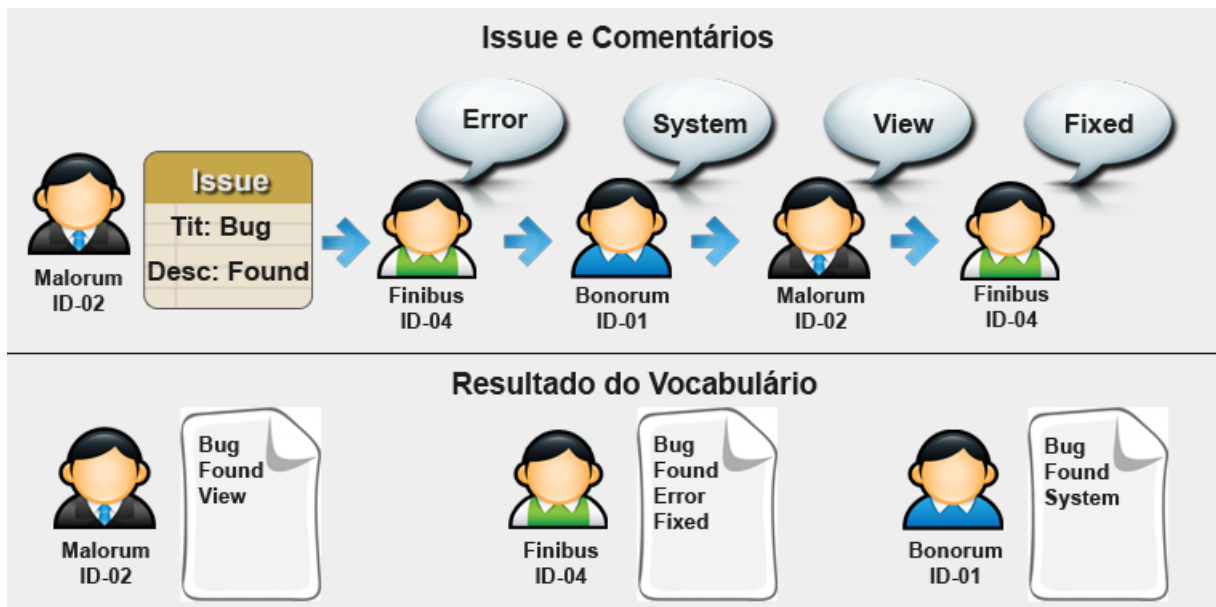 Issue e Comentários
Error
System
View
Fixed
Issue
Tit: Bug
Desc: Found
Malorum
ID-02
Finibus
ID-04
Bonorum
ID-01
Malorum
ID-02
Finibus
ID-04
Resultado do Vocabulário
Bug
Found
View
Malorum
ID-02
Bug
Found
Error
Fixed
Finibus
ID-04
Bug
Found
System
Bonorum
ID-01